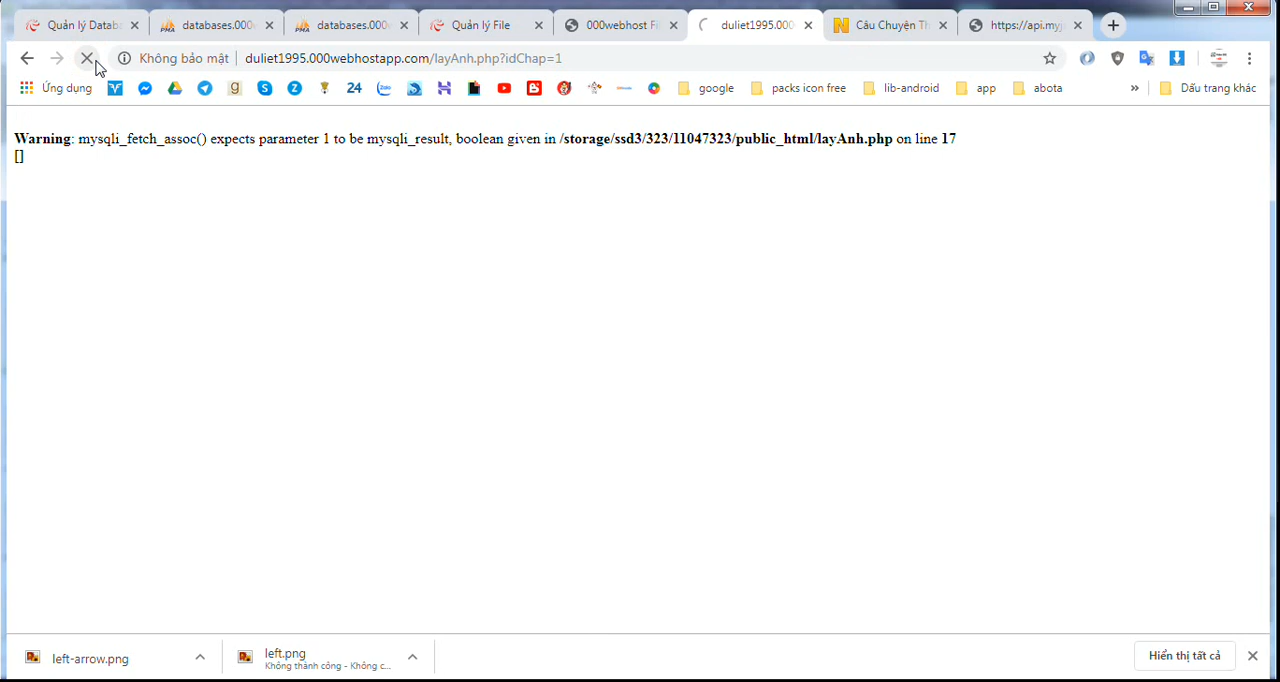 Quản lý Datab
databases.000
databases.000
Quản lý File
000webhost Fi
duliet1995.000
Câu Chuyện Th
https://api.myj
Không bảo mật
duliet1995.000webhostapp.com/layAnh.php?idChap=1
Ứng dụng
24
google
packs icon free
lib-android
app
abota
»
Dấu trang khác
Warning: mysqli_fetch_assoc() expects parameter 1 to be mysqli_result, boolean given in /storage/ssd3/323/11047323/public_html/layAnh.php on line 17
[]
left-arrow.png
left.png
Không thành công - Không c...
Hiển thị tất cả